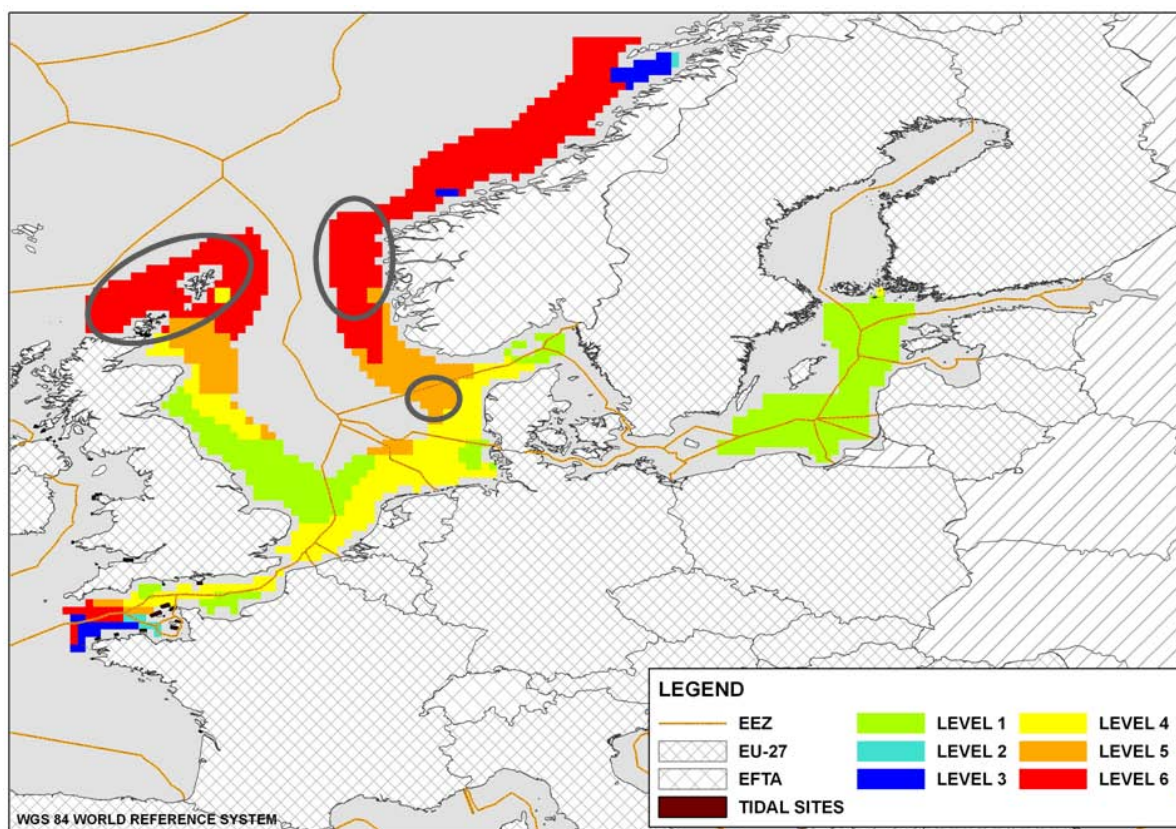 LEGEND
EEZ
EU-27
EFTA
TIDAL SITES
LEVEL 1
LEVEL 2
LEVEL 3
LEVEL 4
LEVEL 5
LEVEL 6
WGS 84 WORLD REFERENCE SYSTEM